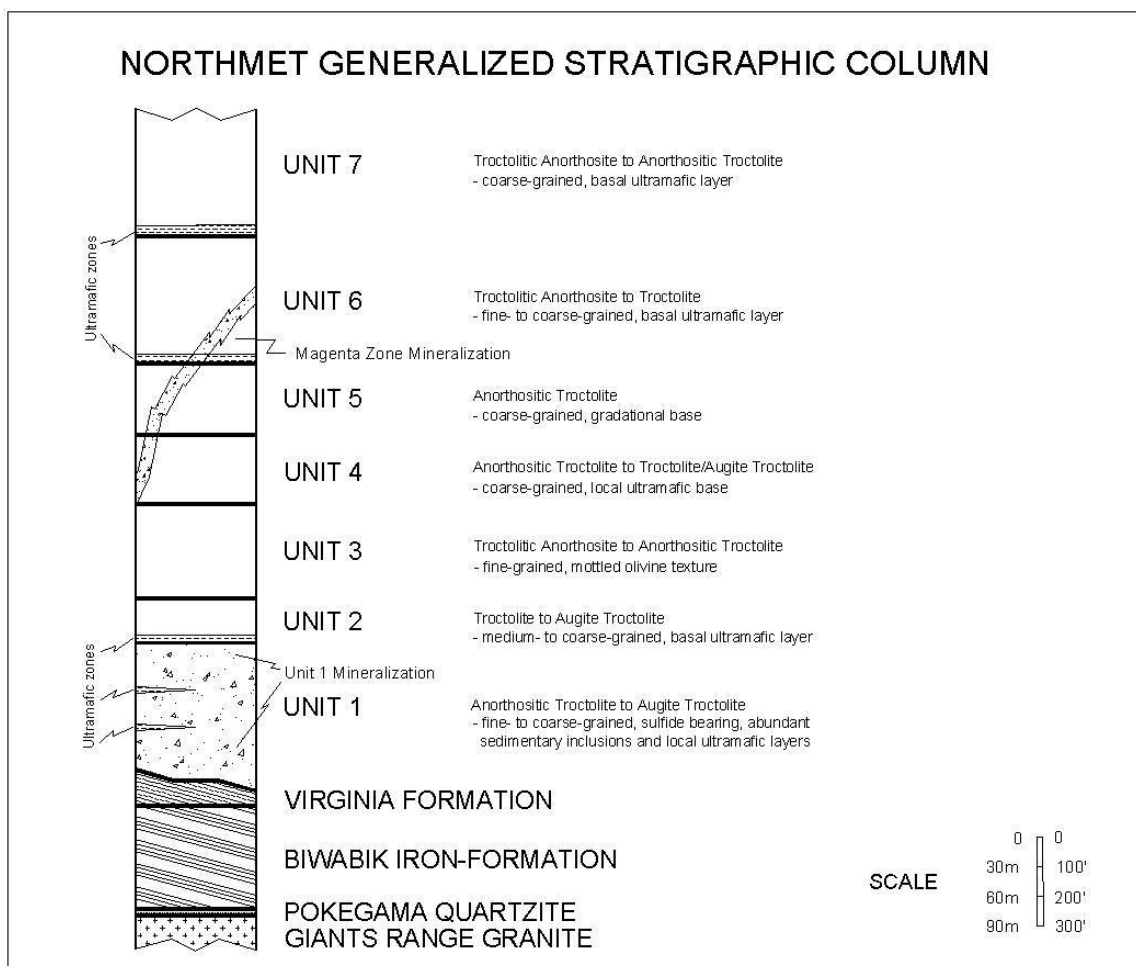 NORTHMET GENERALIZED STRATIGRAPHIC COLUMN
UNIT 7
Troctolitic Anorthosite to Anorthositic Troctolite
- coarse-grained, basal ultramafic layer
Ultramafic zones
UNIT 6
Troctolitic Anorthosite to Troctolite
- fine- to coarse-grained, basal ultramafic layer
Magenta Zone Mineralization
UNIT 5
Anorthositic Troctolite
- coarse-grained, gradational base
UNIT 4
Anorthositic Troctolite to Troctolite/Augite Troctolite
- coarse-grained, local ultramafic base
UNIT 3
Troctolitic Anorthosite to Anorthositic Troctolite
- fine-grained, mottled olivine texture
UNIT 2
Troctolite to Augite Troctolite
- medium- to coarse-grained, basal ultramafic layer
Ultramafic zones
Unit 1 Mineralization
UNIT 1
Anorthositic Troctolite to Augite Troctolite
- fine- to coarse-grained, sulfide bearing, abundant
sedimentary inclusions and local ultramafic layers
VIRGINIA FORMATION
BIWABIK IRON-FORMATION
POKEGAMA QUARTZITE
GIANTS RANGE GRANITE
SCALE
0 0
30m 100'
60m 200'
90m 300'